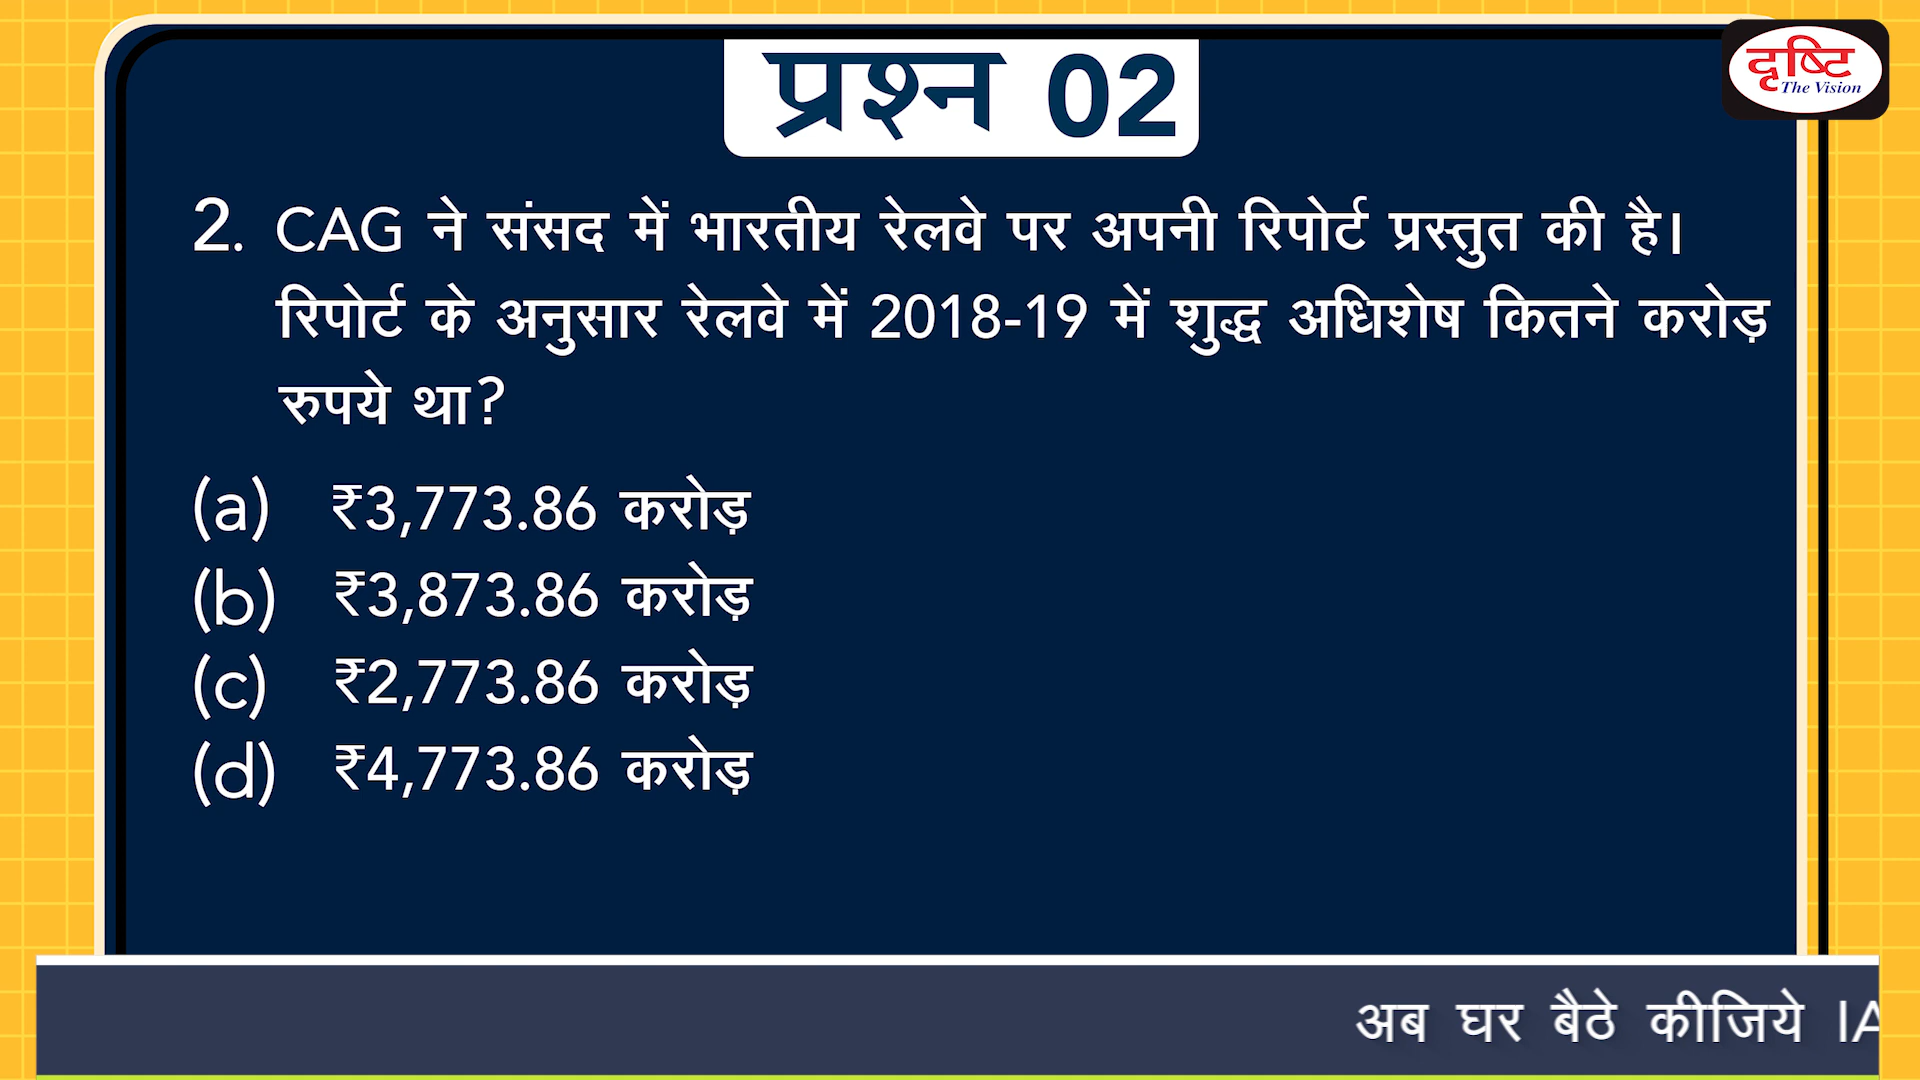 प्रश्न 02
दृष्टि
The Vision
2. CAG ने संसद में भारतीय रेलवे पर अपनी रिपोर्ट प्रस्तुत की है।
रिपोर्ट के अनुसार रेलवे में 2018-19 में शुद्ध अधिशेष कितने करोड़
रुपये था?
(a) ₹3,773.86 करोड़
(b) ₹3,873.86 करोड़
(c) ₹2,773.86 करोड़
(d) ₹4,773.86 करोड़
अब घर बैठे कीजिये IA